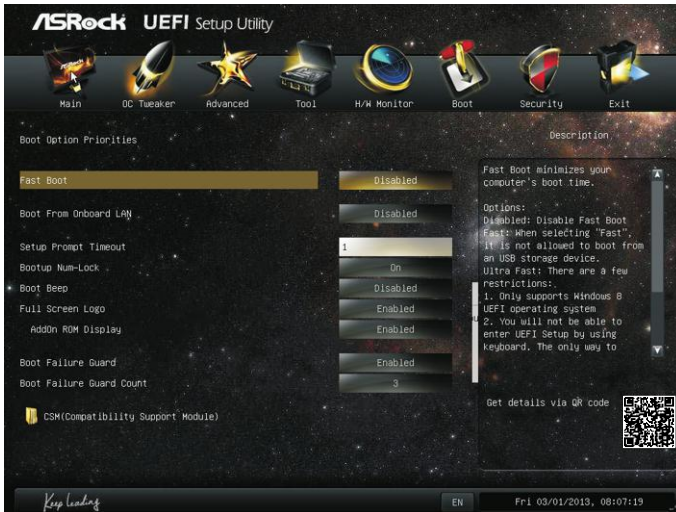 ASRock UEFI Setup Utility
ASRock
Main OC Tweaker Advanced Tool H/W Monitor Boot Security Exit
Boot Option Priorities
Fast Boot Disabled
Boot From Onboard LAN Disabled
Setup Prompt Timeout 1
Bootup Num-Lock On
Boot Beep Disabled
Full Screen Logo Enabled
AddOn ROM Display Enabled
Boot Failure Guard Enabled
Boot Failure Guard Count 3
CSM(Compatibility Support Module)
Description
Fast Boot minimizes your
computer's boot time.
Options:
Disabled: Disable Fast Boot
Fast: When selecting "Fast",
it is not allowed to boot from
an USB storage device.
Ultra Fast: There are a few
restrictions:
1. Only supports Windows 8
UEFI operating system
2. You will not be able to
enter UEFI Setup by using
keyboard. The only way to
Get details via QR code
Keep Leading
EN
Fri 03/01/2013, 08:07:19